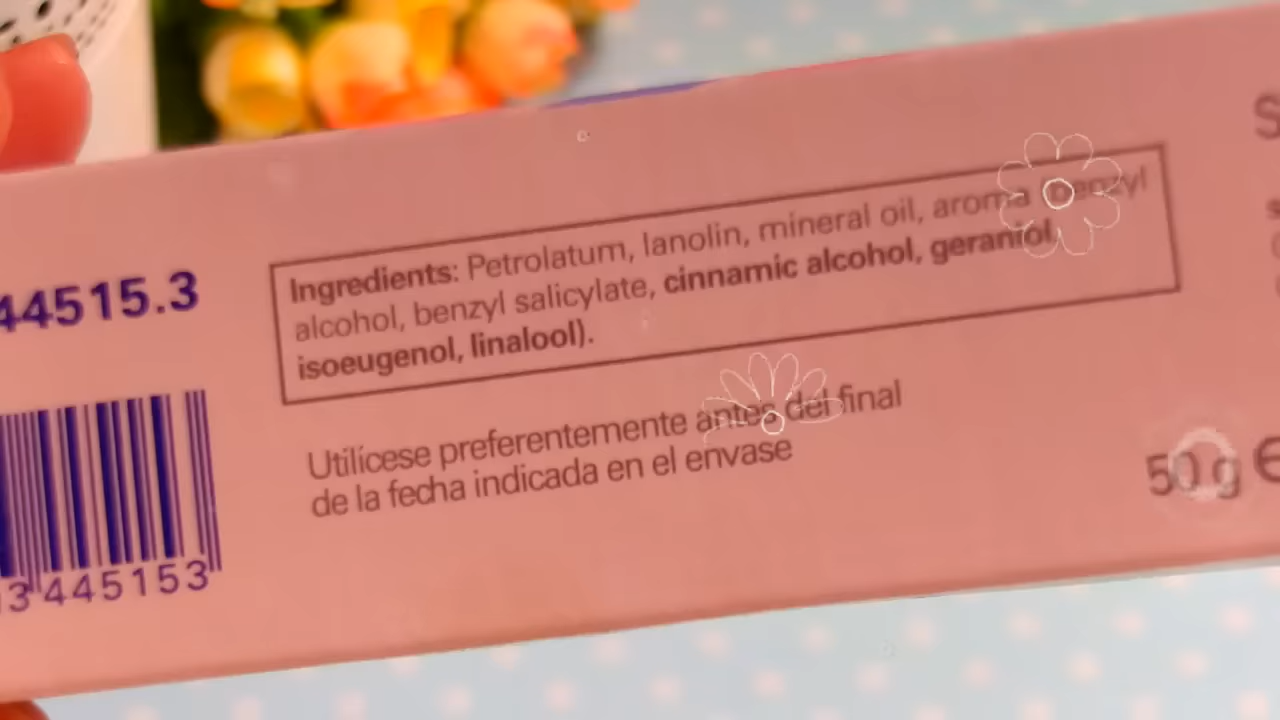 44515.3
Ingredients: Petrolatum, lanolin, mineral oil, aroma (benzyl
alcohol, benzyl salicylate, cinnamic alcohol, geraniol,
isoeugenol, linalool).
3 445153
Utilícese preferentemente antes del final
de la fecha indicada en el envase
50 g e